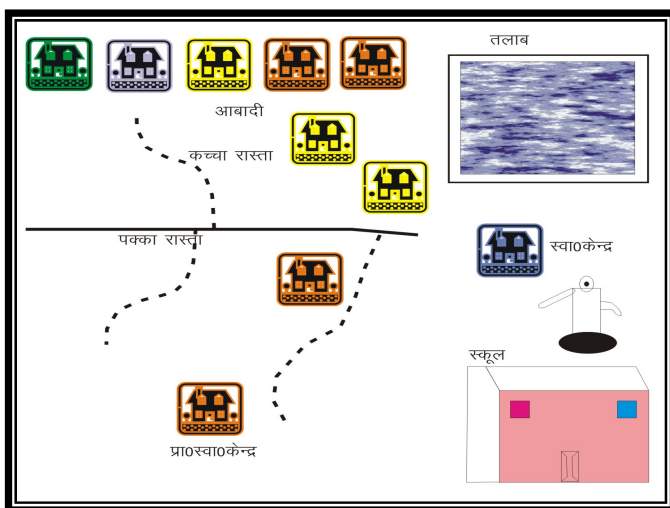 तलाब
आबादी
कच्चा रास्ता
पक्का रास्ता
स्वा0केन्द्र
स्कूल
प्रा0स्वा0केन्द्र